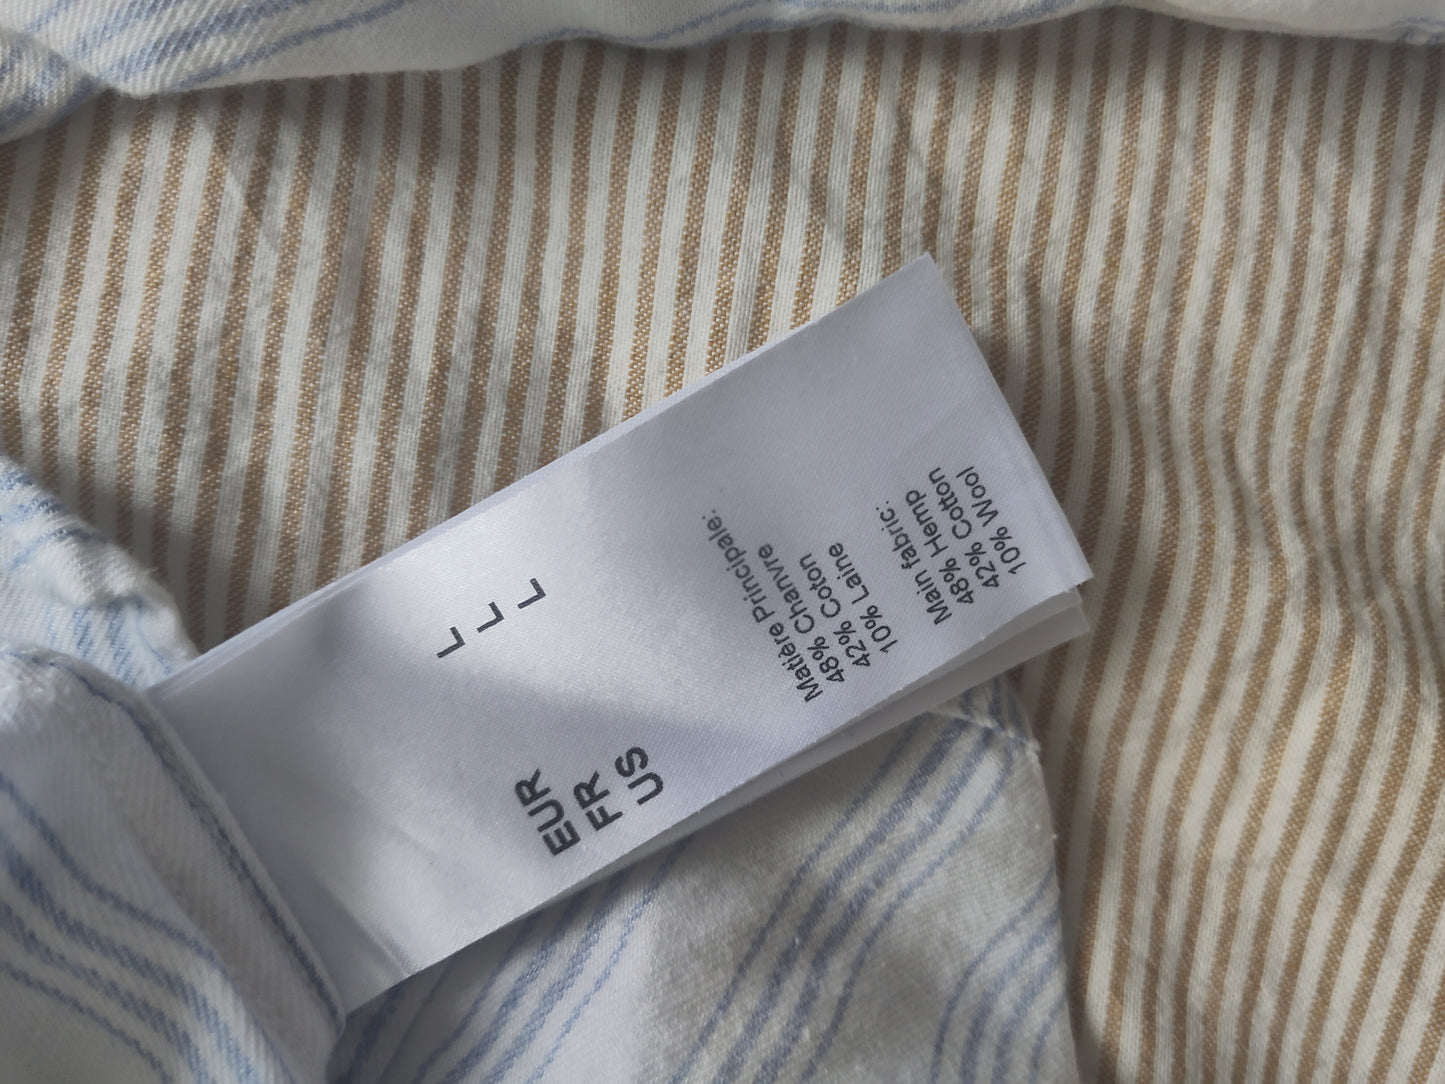 EUR L
FR L
US L
Matière Principale:
48% Chanvre
42% Coton
10% Laine
Main fabric:
48% Hemp
42% Cotton
10% Wool